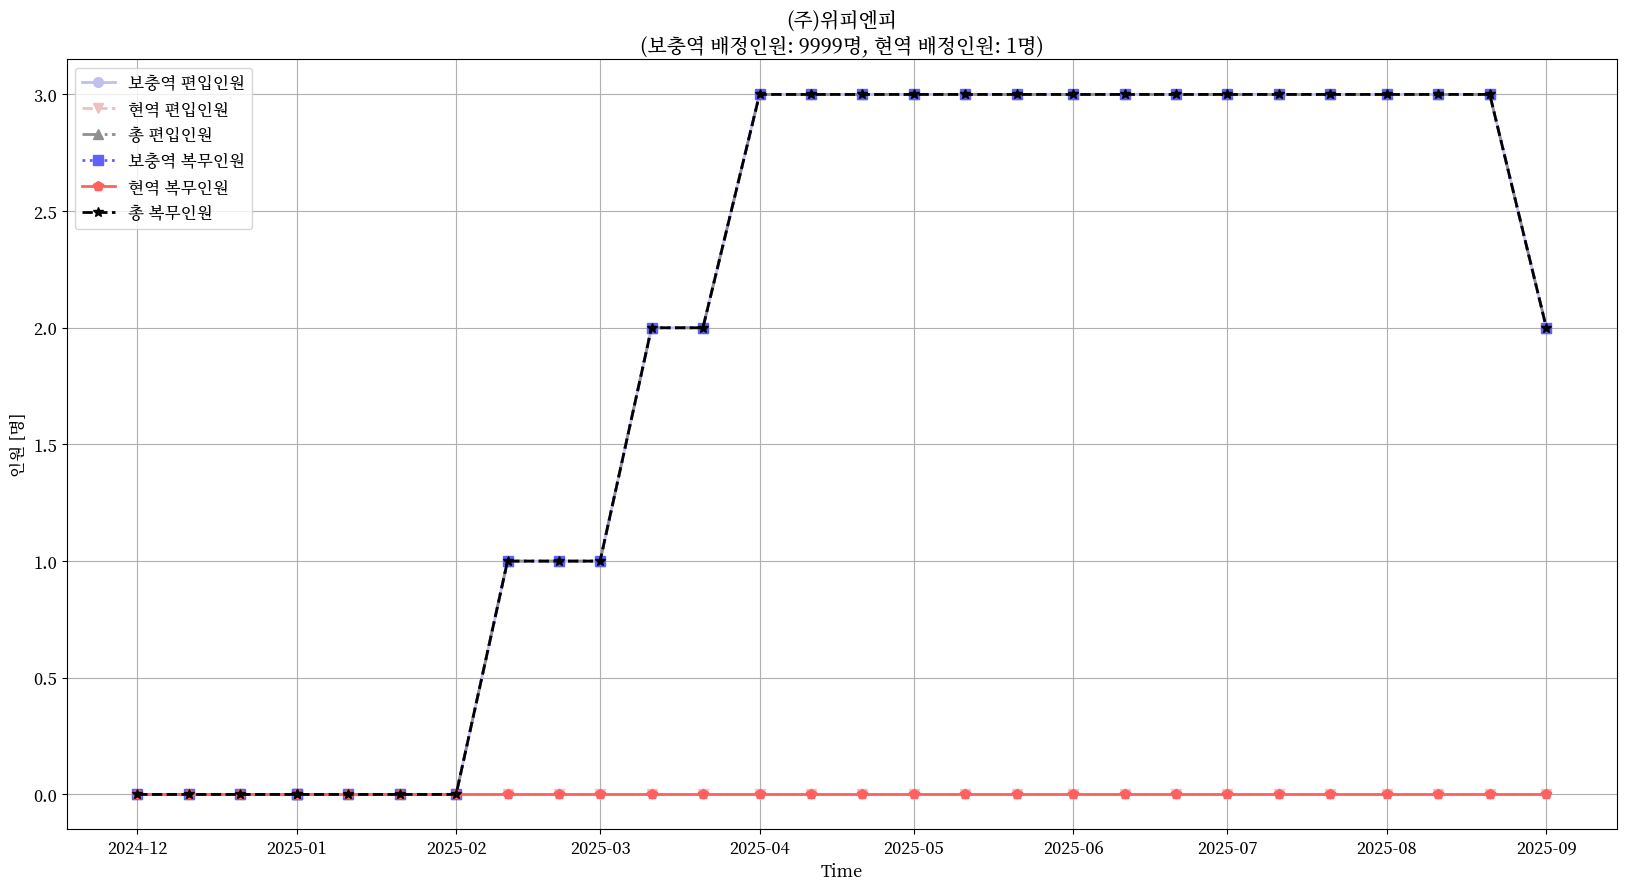 (주)위피엔피
(보충역 배정인원: 9999명, 현역 배정인원: 1명)
보충역 편입인원
현역 편입인원
총 편입인원
보충역 복무인원
현역 복무인원
총 복무인원
3.0
2.5
2.0
1.5
1.0
0.5
0.0
인원 [명]
2024-12
2025-01
2025-02
2025-03
2025-04
2025-05
2025-06
2025-07
2025-08
2025-09
Time